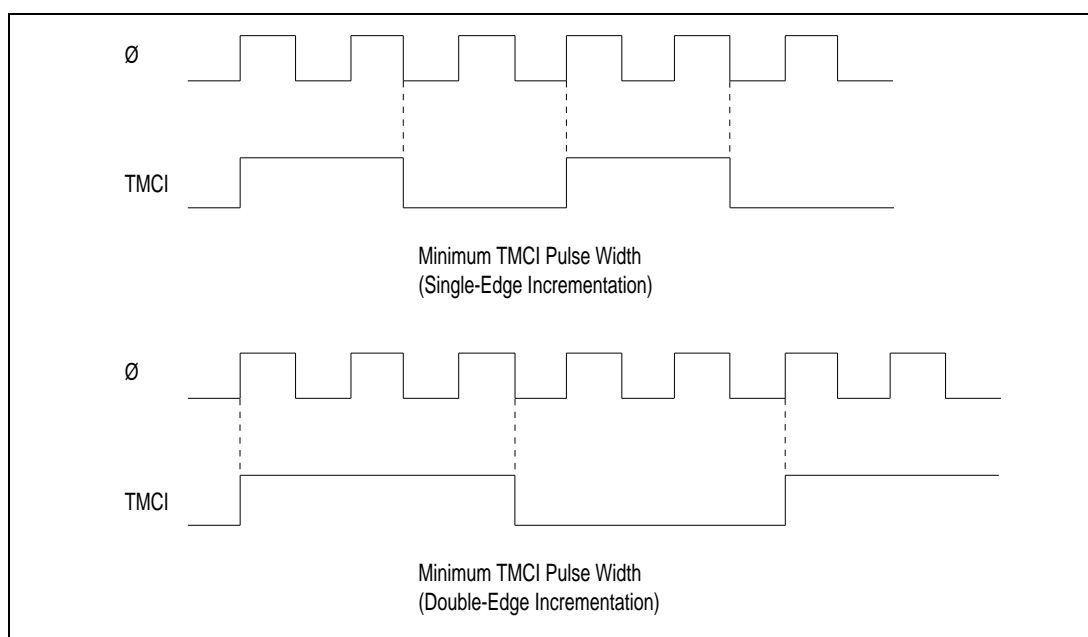 Ø
TMCI
Minimum TMCI Pulse Width
(Single-Edge Incrementation)
Ø
TMCI
Minimum TMCI Pulse Width
(Double-Edge Incrementation)